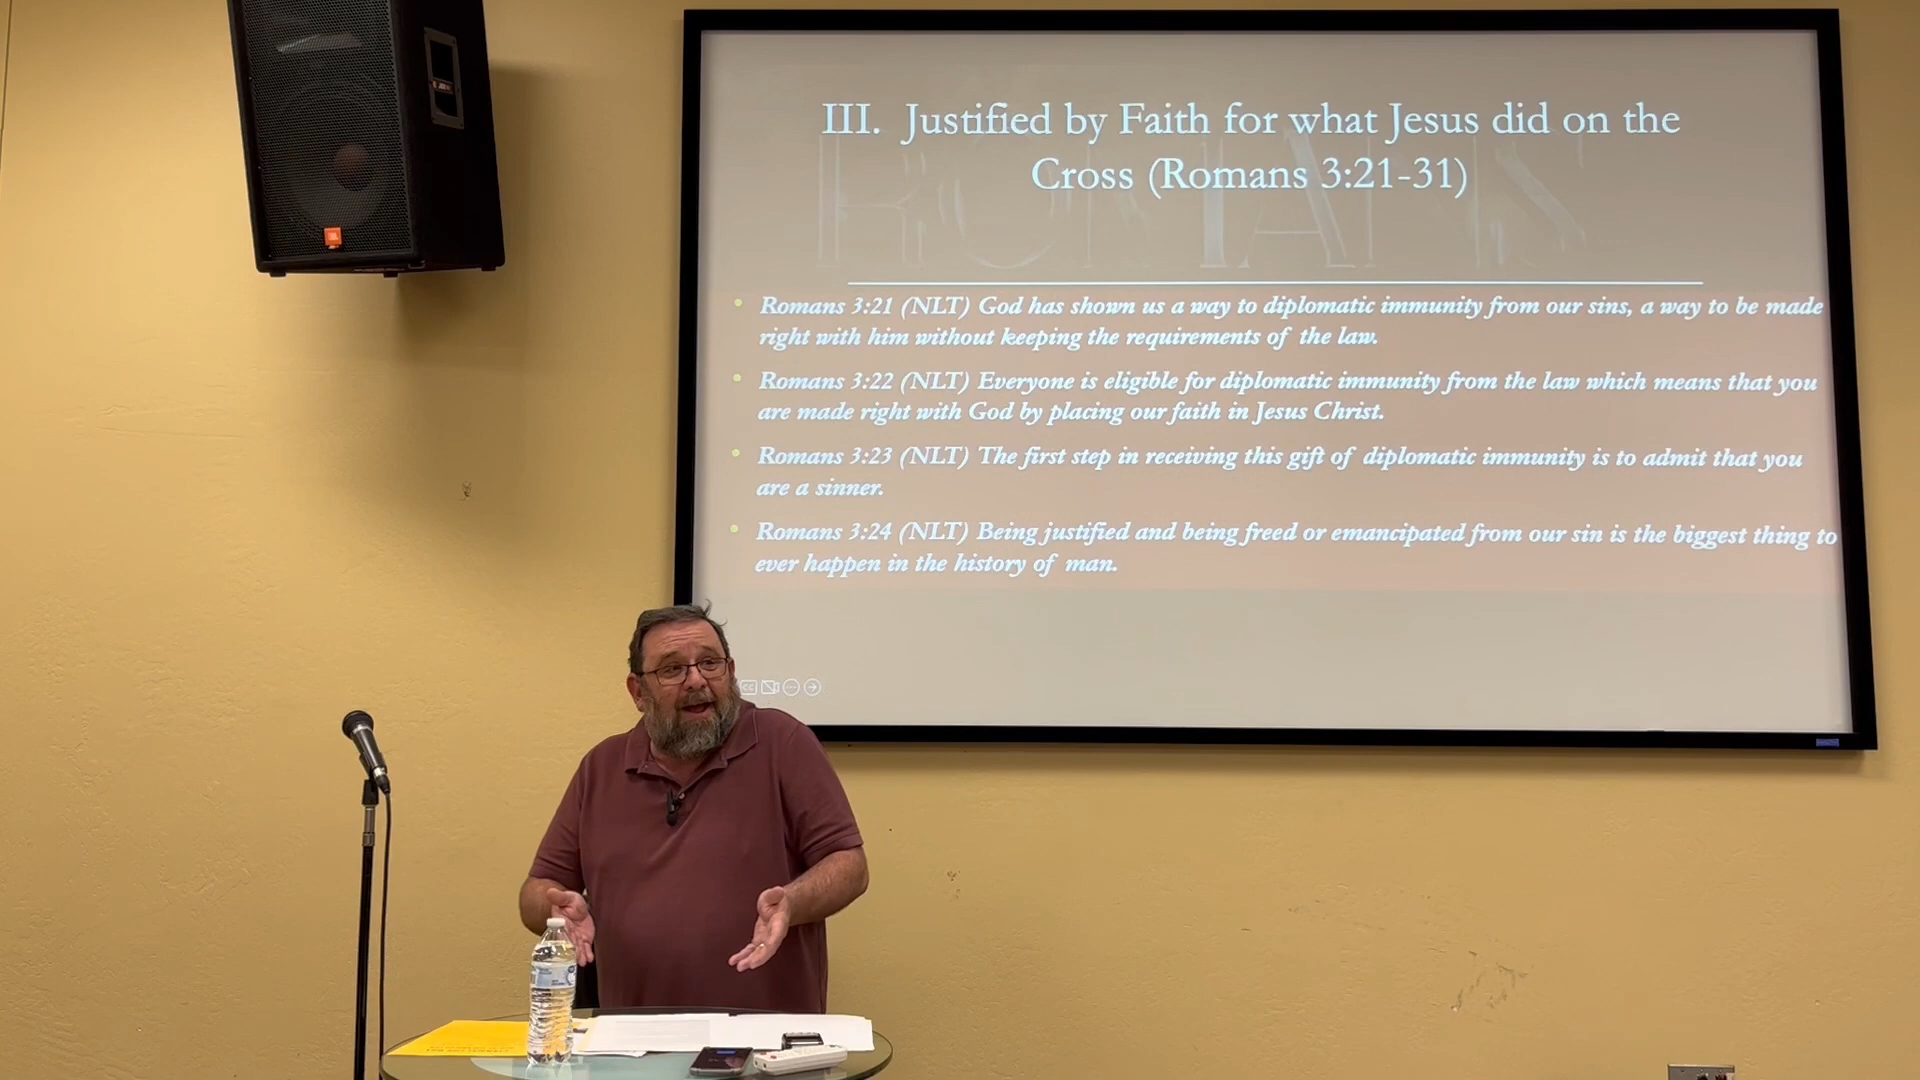 III. Justified by Faith for what Jesus did on the
Cross (Romans 3:21-31)
ROMANS
• Romans 3:21 (NLT) God has shown us a way to diplomatic immunity from our sins, a way to be made
right with him without keeping the requirements of the law.
• Romans 3:22 (NLT) Everyone is eligible for diplomatic immunity from the law which means that you
are made right with God by placing our faith in Jesus Christ.
• Romans 3:23 (NLT) The first step in receiving this gift of diplomatic immunity is to admit that you
are a sinner.
• Romans 3:24 (NLT) Being justified and being freed or emancipated from our sin is the biggest thing to
ever happen in the history of man.
CC